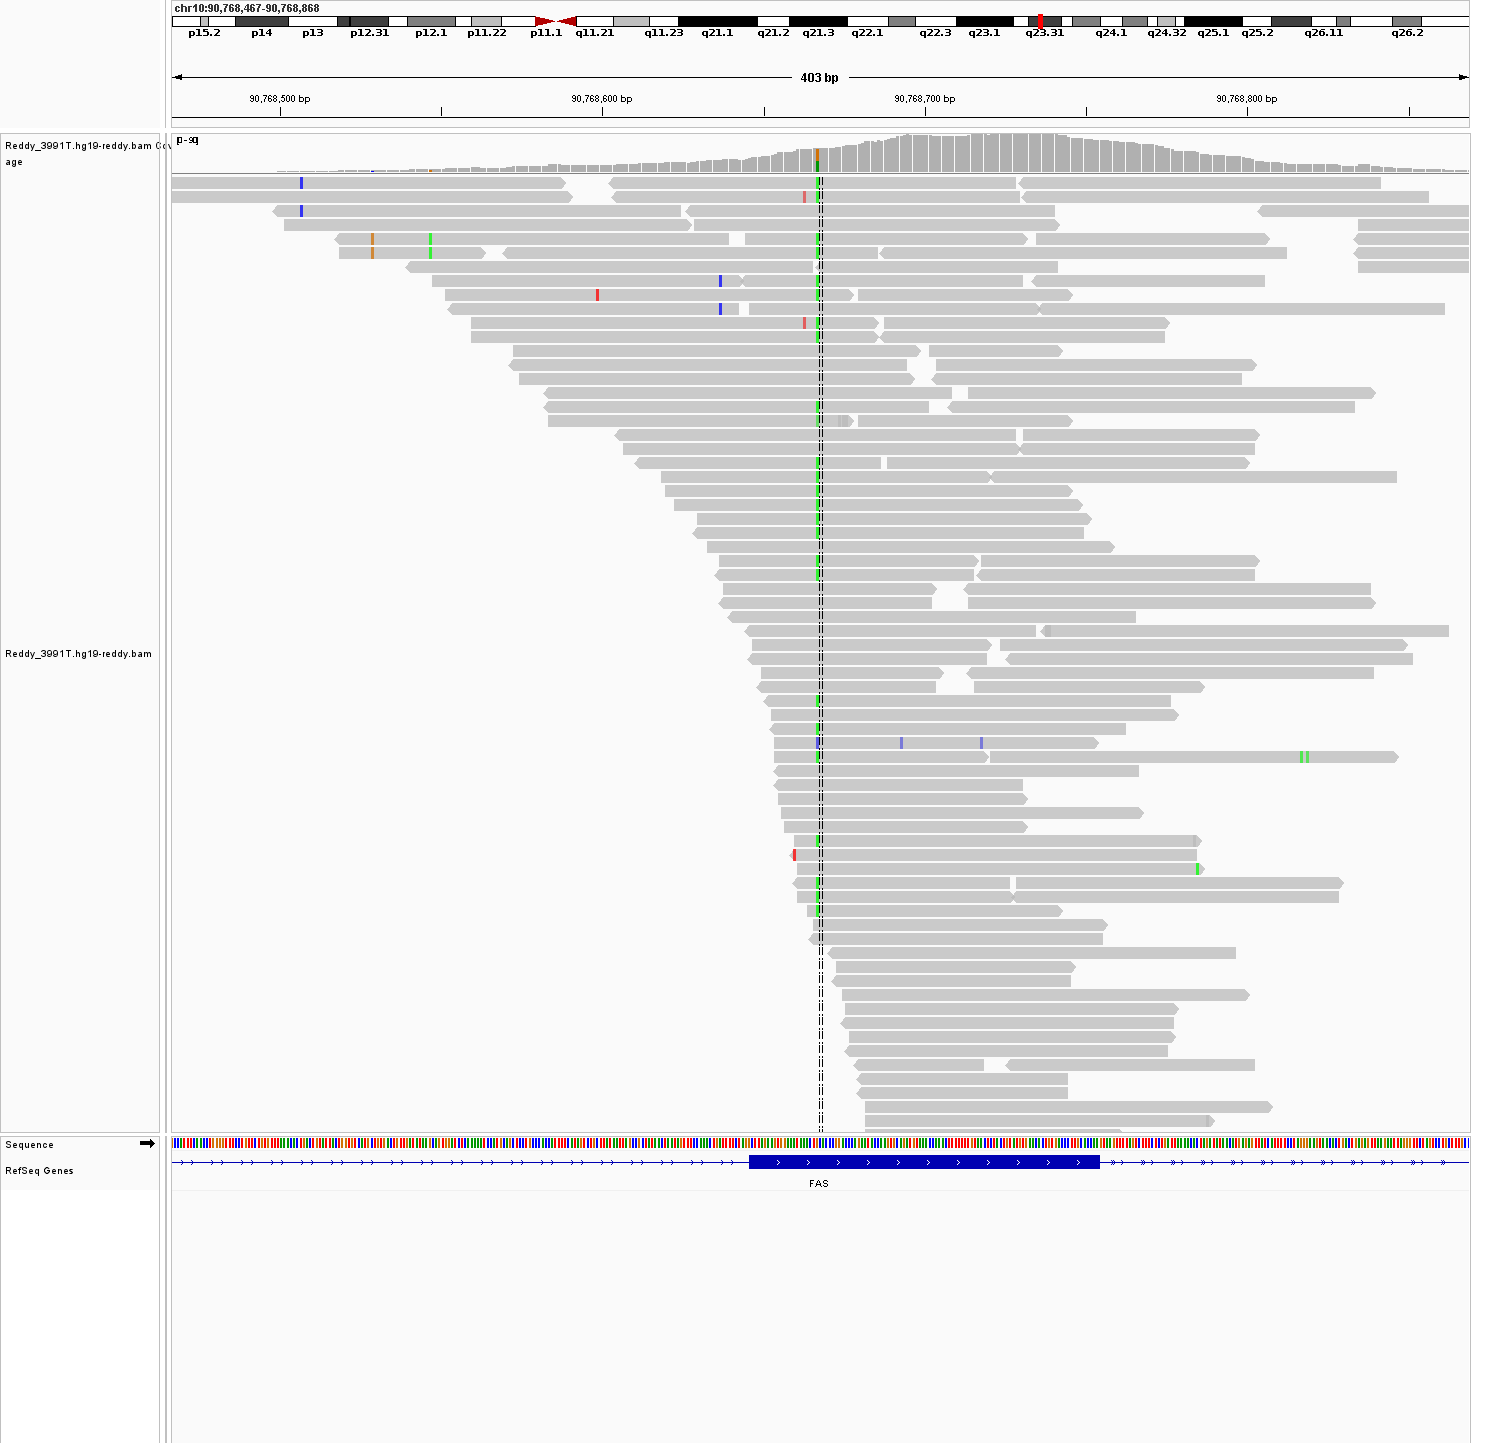 chr10:90,768,467-90,768,868
p15.2 p14 p13 p12.31 p12.1 p11.22 p11.1 q11.21 q11.23 q21.1 q21.2 q21.3 q22.1 q22.3 q23.1 q23.31 q24.1 q24.32 q25.1 q25.2 q26.11 q26.2
403 bp
90,768,500 bp 90,768,600 bp 90,768,700 bp 90,768,800 bp
Reddy_3991T.hg19-reddy.bam
age
Reddy_3991T.hg19-reddy.bam
Sequence
RefSeq Genes
FAS